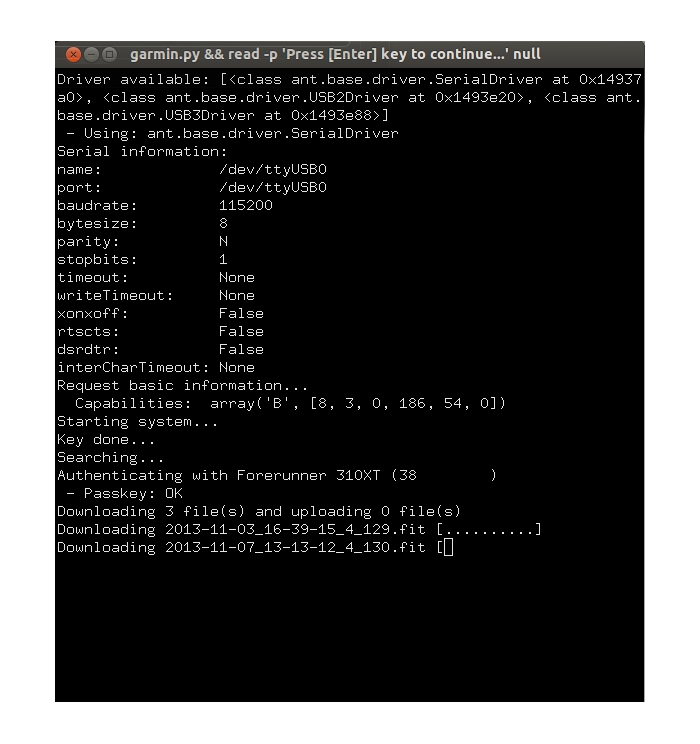 garmin.py && read -p 'Press [Enter] key to continue...' null
Driver available: [<class ant.base.driver.SerialDriver at 0x14937
a0>, <class ant.base.driver.USB2Driver at 0x1493e20>, <class ant.
base.driver.USB3Driver at 0x1493e88>]
 - Using: ant.base.driver.SerialDriver
Serial information:
name:             /dev/ttyUSB0
port:             /dev/ttyUSB0
baudrate:         115200
bytesize:         8
parity:           N
stopbits:         1
timeout:          None
writeTimeout:     None
xonxoff:          False
rtscts:           False
dsrdtr:           False
interCharTimeout: None
Request basic information...
  Capabilities:  array('B', [8, 3, 0, 186, 54, 0])
Starting system...
Key done...
Searching...
Authenticating with Forerunner 310XT (38        )
 - Passkey: OK
Downloading 3 file(s) and uploading 0 file(s)
Downloading 2013-11-03_16-39-15_4_129.fit [..........]
Downloading 2013-11-07_13-13-12_4_130.fit [